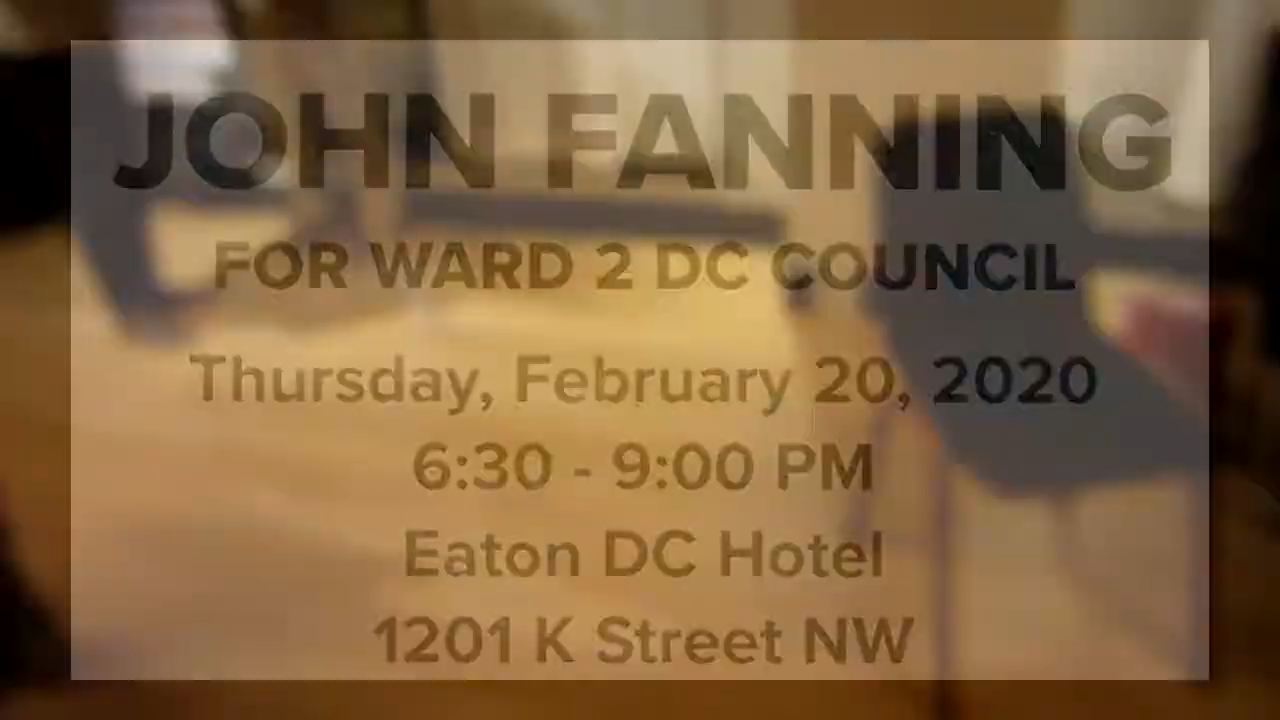 JOHN FANNING
FOR WARD 2 DC COUNCIL
Thursday, February 20, 2020
6:30 - 9:00 PM
Eaton DC Hotel
1201 K Street NW